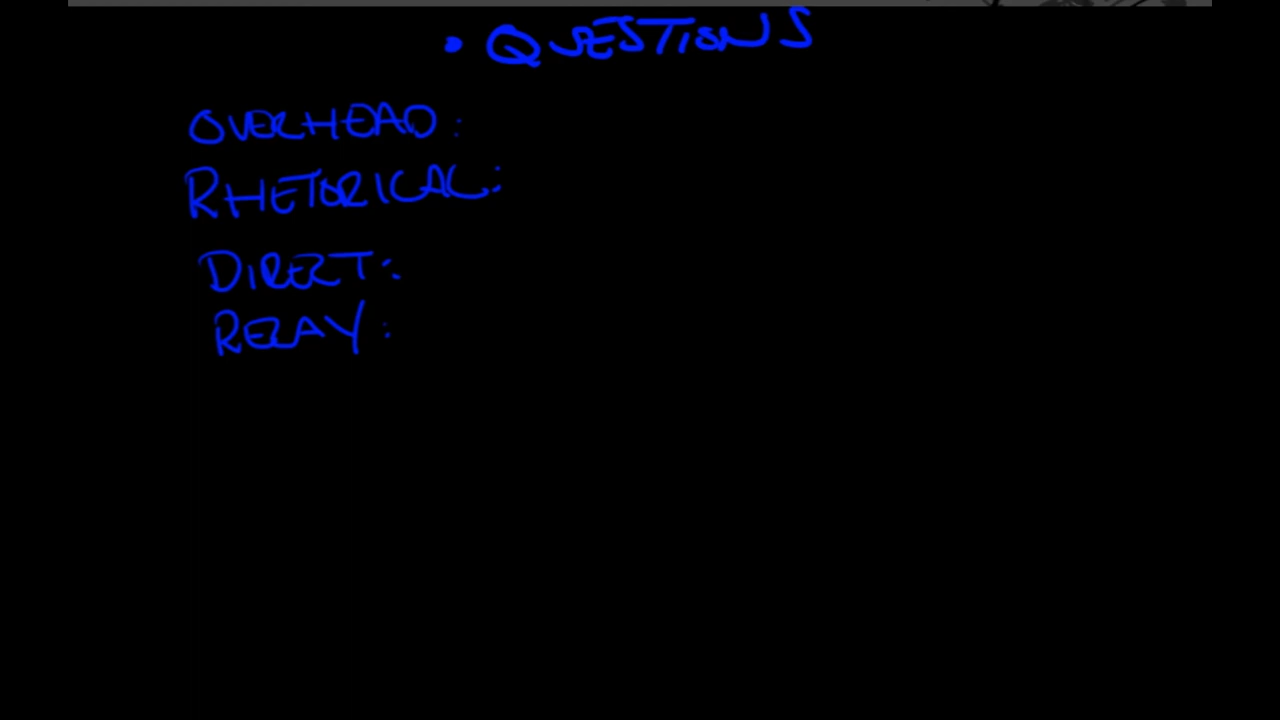 • QUESTIONS
OVERHEAD:
RHETORICAL:
DIRECT:
RELAY: